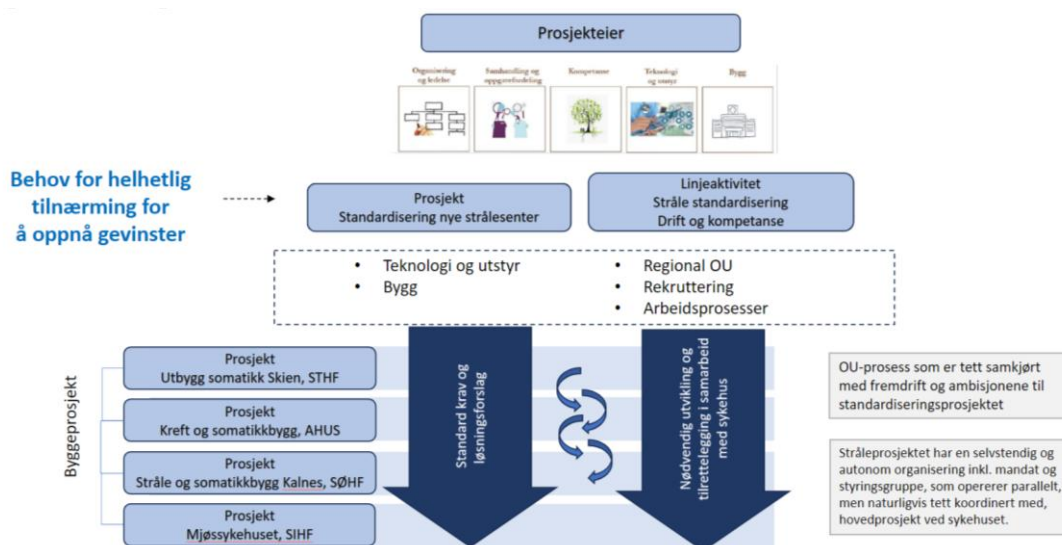 Prosjekteier
Organisering
og ledelse
Samhandling og
oppgavefordeling
Kompetanse
Teknologi
og utstyr
Bygg
Behov for helhetlig
tilnærming for
å oppnå gevinster
Prosjekt
Standardisering nye strålesenter
Linjeaktivitet
Stråle standardisering
Drift og kompetanse
• Teknologi og utstyr
• Bygg
• Regional OU
• Rekruttering
• Arbeidsprosesser
Byggeprosjekt
Prosjekt
Utbygg somatikk Skien, STHF
Prosjekt
Kreft og somatikkbygg, AHUS
Prosjekt
Stråle og somatikkbygg Kalnes, SØHF
Prosjekt
Mjøssykehuset, SIHF
Standard krav og
løsningsforslag
Nødvendig utvikling og
tilrettelegging i samarbeid
med sykehus
OU-prosess som er tett samkjørt
med fremdrift og ambisjonene til
standardiseringsprosjektet
Stråleprosjektet har en selvstendig og
autonom organisering inkl. mandat og
styringsgruppe, som opererer parallelt,
men naturligvis tett koordinert med,
hovedprosjekt ved sykehuset.